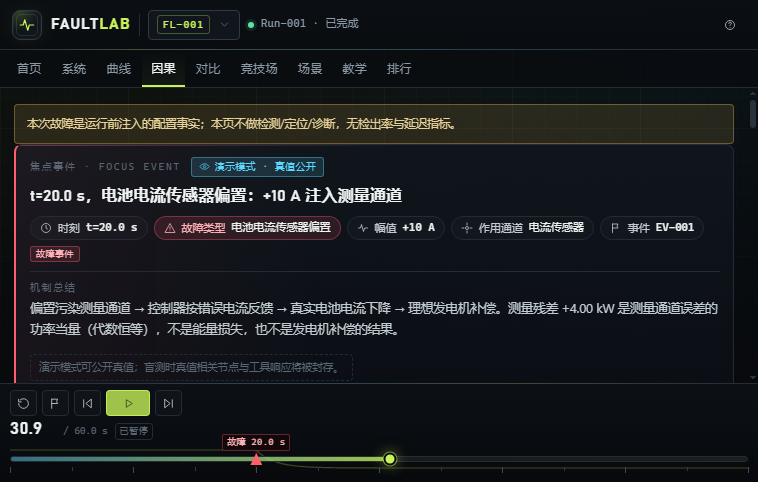 FAULTLAB FL-001 Run-001 · 已完成
首页 系统 曲线 因果 对比 竞技场 场景 教学 排行
本次故障是运行前注入的配置事实；本页不做检测/定位/诊断，无检出率与延迟指标。
焦点事件 · FOCUS EVENT 演示模式 · 真值公开
t=20.0 s，电池电流传感器偏置：+10 A 注入测量通道
时刻 t=20.0 s 故障类型 电池电流传感器偏置 幅值 +10 A 作用通道 电流传感器 事件 EV-001
故障事件
机制总结
偏置污染测量通道 → 控制器按错误电流反馈 → 真实电池电流下降 → 理想发电机补偿。测量残差 +4.00 kW 是测量通道误差的
功率当量（代数恒等），不是能量损失，也不是发电机补偿的结果。
演示模式可公开真值；盲测时真值相关节点与工具响应将被封存。
30.9 / 60.0 s 已暂停
故障 20.0 s